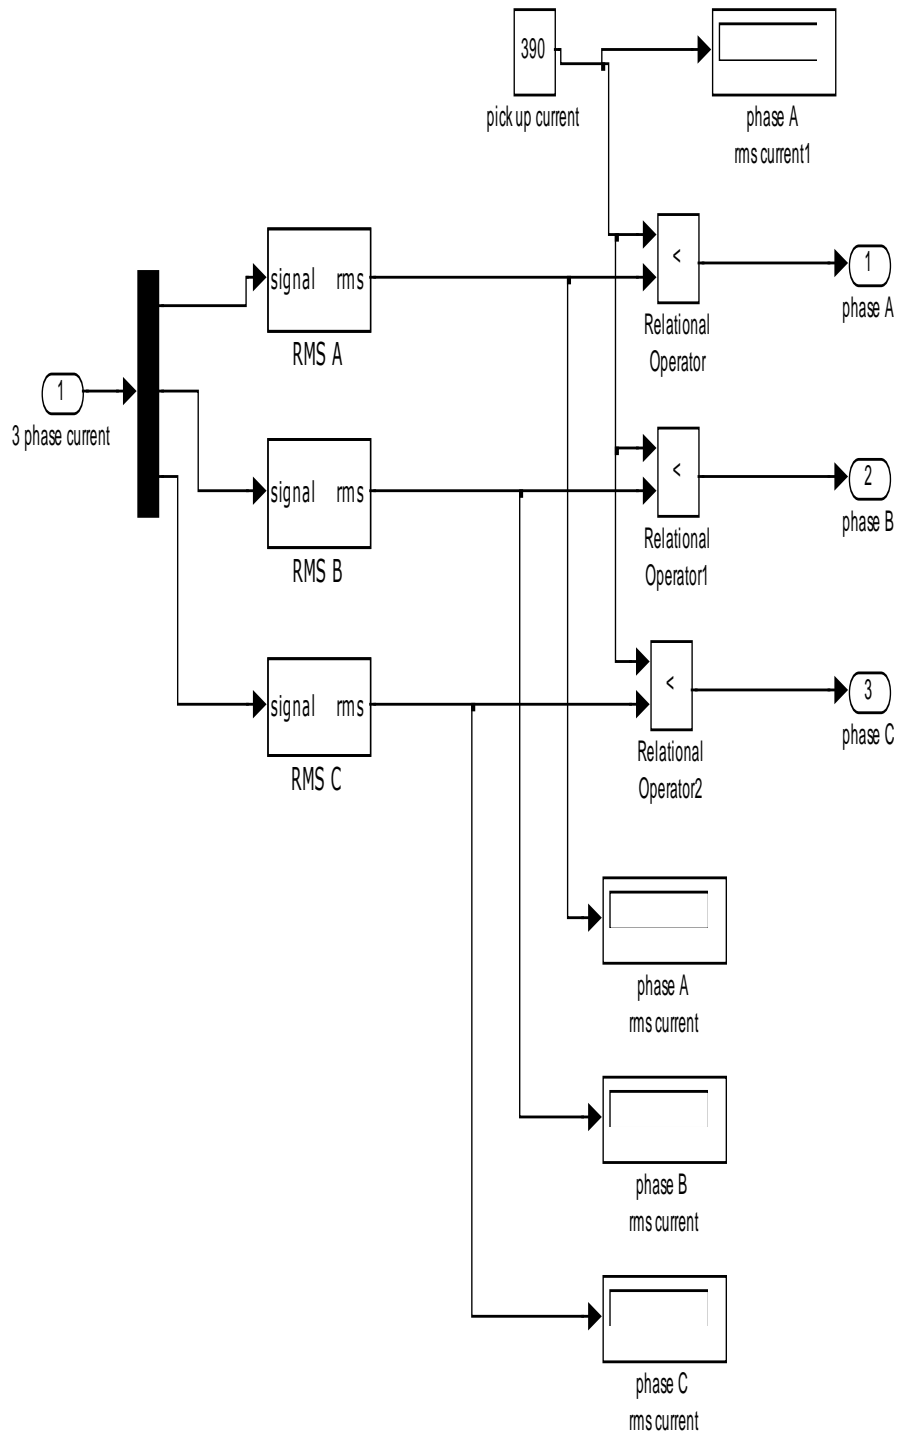 390
pick up current
phase A
rms current1
signal rms
RMS A
<
Relational
Operator
1
phase A
1
3 phase current
signal rms
RMS B
<
Relational
Operator1
2
phase B
signal rms
RMS C
<
Relational
Operator2
3
phase C
phase A
rms current
phase B
rms current
phase C
rms current